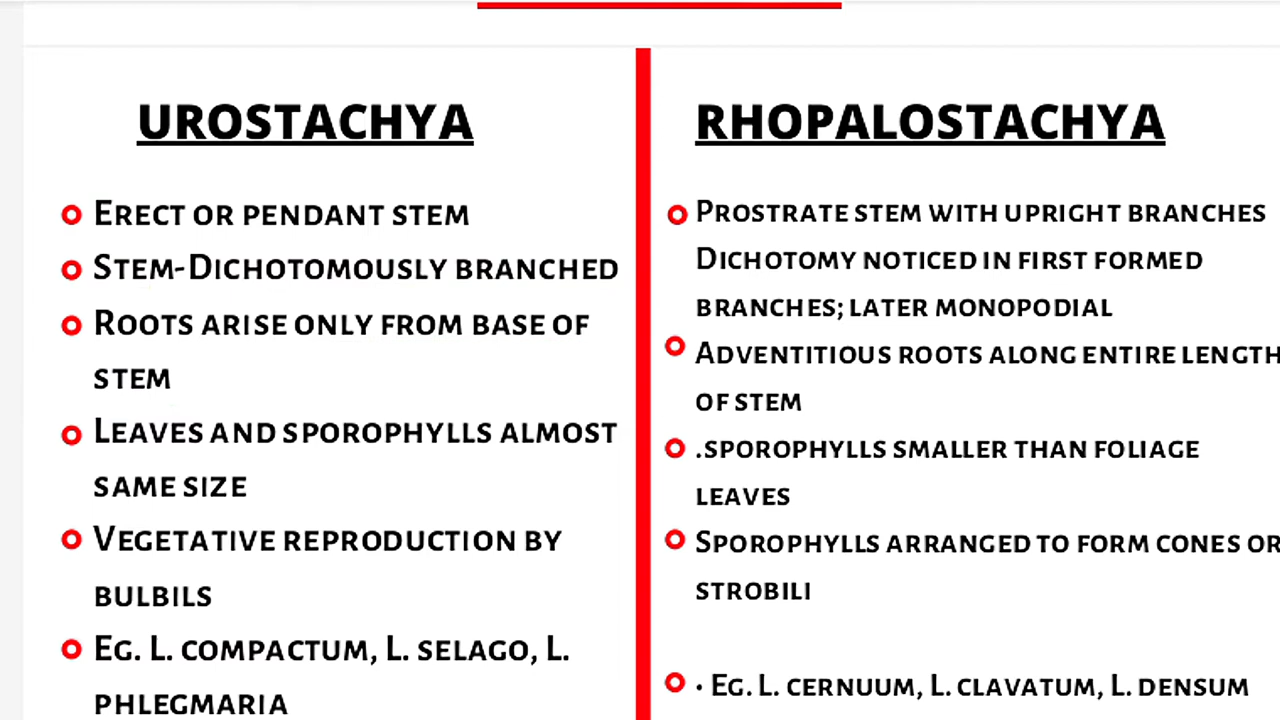 UROSTACHYA
ERECT OR PENDANT STEM
STEM-DICHOTOMOUSLY BRANCHED
ROOTS ARISE ONLY FROM BASE OF
STEM
LEAVES AND SPOROPHYLLS ALMOST
SAME SIZE
VEGETATIVE REPRODUCTION BY
BULBILS
EG. L. COMPACTUM, L. SELAGO, L.
PHLEGMARIA
RHOPALOSTACHYA
PROSTRATE STEM WITH UPRIGHT BRANCHES
DICHOTOMY NOTICED IN FIRST FORMED
BRANCHES; LATER MONOPODIAL
ADVENTITIOUS ROOTS ALONG ENTIRE LENGTH
OF STEM
.SPOROPHYLLS SMALLER THAN FOLIAGE
LEAVES
SPOROPHYLLS ARRANGED TO FORM CONES OR
STROBILI
· EG. L. CERNUUM, L. CLAVATUM, L. DENSUM